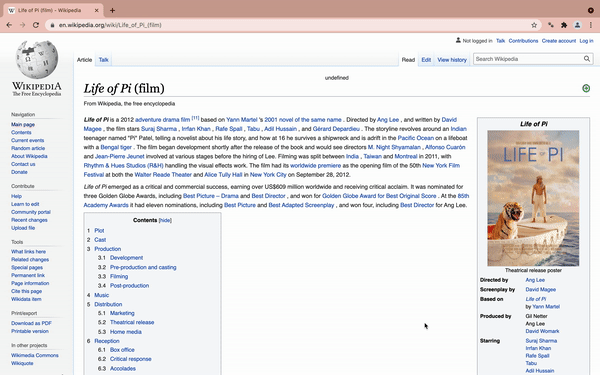 Life of Pi (film) - Wikipedia
en.wikipedia.org/wiki/Life_of_Pi_(film)
Not logged in Talk Contributions Create account Log in
Article Talk
Read Edit View history
Search Wikipedia
WIKIPEDIA
The Free Encyclopedia
undefined
Life of Pi (film)
From Wikipedia, the free encyclopedia
Navigation
Main page
Contents
Current events
Random article
About Wikipedia
Contact us
Donate
Contribute
Help
Learn to edit
Community portal
Recent changes
Upload file
Tools
What links here
Related changes
Special pages
Permanent link
Page information
Cite this page
Wikidata item
Print/export
Download as PDF
Printable version
In other projects
Wikimedia Commons
Wikiquote
Life of Pi is a 2012 adventure drama film [11] based on Yann Martel 's 2001 novel of the same name . Directed by Ang Lee , and written by David
Magee , the film stars Suraj Sharma , Irrfan Khan , Rafe Spall , Tabu , Adil Hussain , and Gérard Depardieu . The storyline revolves around an Indian
teenager named "Pi" Patel, telling a novelist about his life story, and how at 16 he survives a shipwreck and is adrift in the Pacific Ocean on a lifeboat
with a Bengal tiger . The film began development shortly after the release of the book and would see directors M. Night Shyamalan , Alfonso Cuarón
and Jean-Pierre Jeunet involved at various stages before the hiring of Lee. Filming was split between India , Taiwan and Montreal in 2011, with
Rhythm & Hues Studios (R&H) handling the visual effects work. The film had its worldwide premiere as the opening film of the 50th New York Film
Festival at both the Walter Reade Theater and Alice Tully Hall in New York City on September 28, 2012.
Life of Pi emerged as a critical and commercial success, earning over US$609 million worldwide and receiving critical acclaim. It was nominated for
three Golden Globe Awards, including Best Picture – Drama and Best Director , and won for Golden Globe Award for Best Original Score . At the 85th
Academy Awards it had eleven nominations, including Best Picture and Best Adapted Screenplay , and won four, including Best Director for Ang Lee.
Contents [hide]
1 Plot
2 Cast
3 Production
3.1 Development
3.2 Pre-production and casting
3.3 Filming
3.4 Post-production
4 Music
5 Distribution
5.1 Marketing
5.2 Theatrical release
5.3 Home media
6 Reception
6.1 Box office
6.2 Critical response
6.3 Accolades
Life of Pi
LIFE OF PI
Theatrical release poster
Directed by Ang Lee
Screenplay by David Magee
Based on Life of Pi
by Yann Martel
Produced by Gil Netter
Ang Lee
David Womark
Starring Suraj Sharma
Irrfan Khan
Rafe Spall
Tabu
Adil Hussain